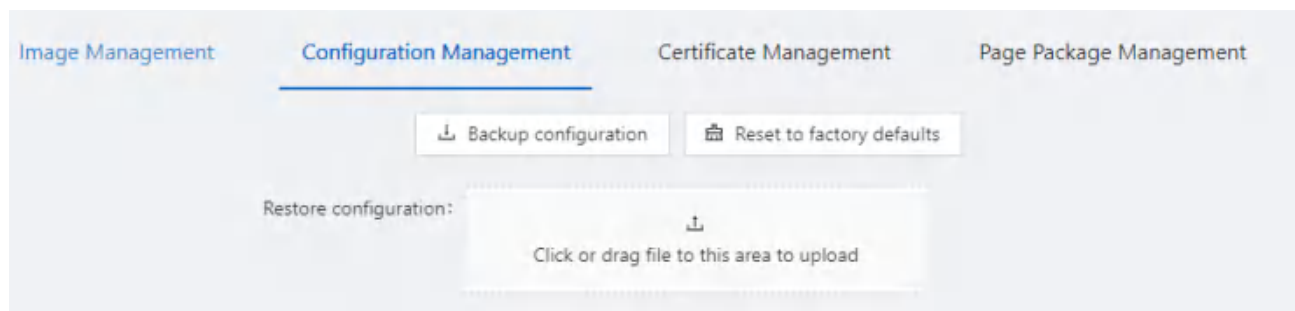 Image Management Configuration Management Certificate Management Page Package Management
Backup configuration Reset to factory defaults
Restore configuration:
Click or drag file to this area to upload